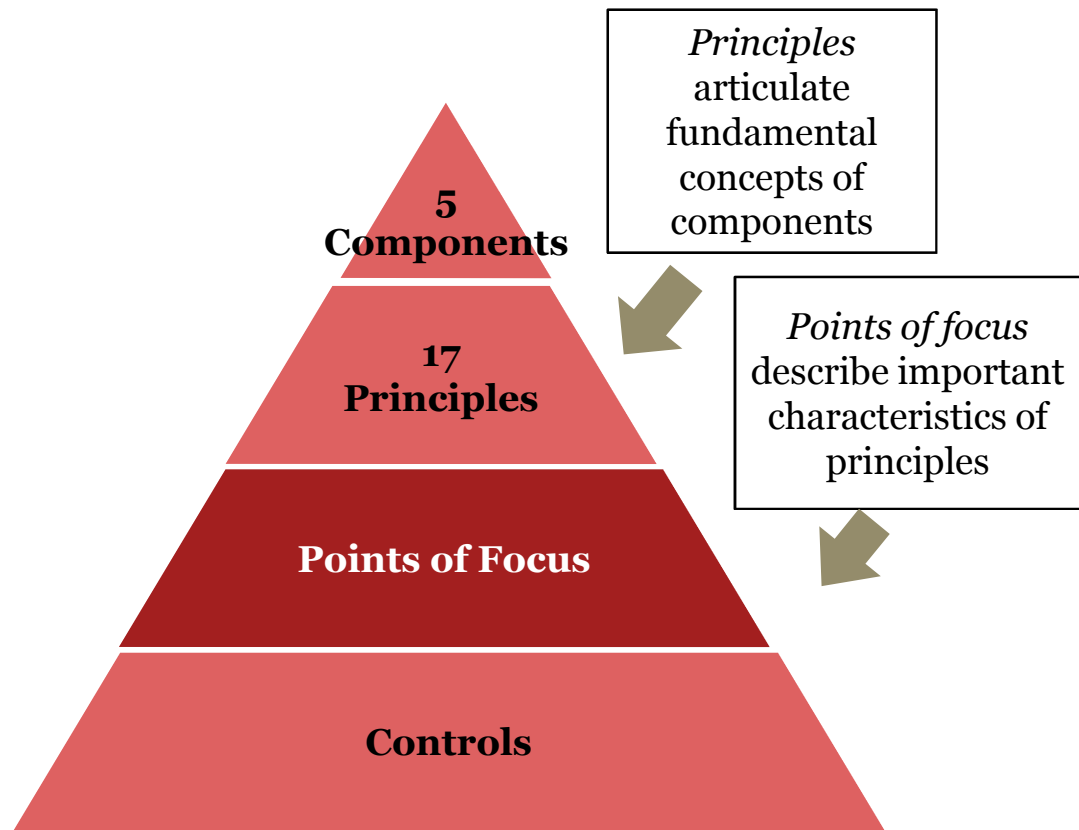 Principles
articulate
fundamental
concepts of
components
5
Components
Points of focus
describe important
characteristics of
principles
17
Principles
Points of Focus
Controls